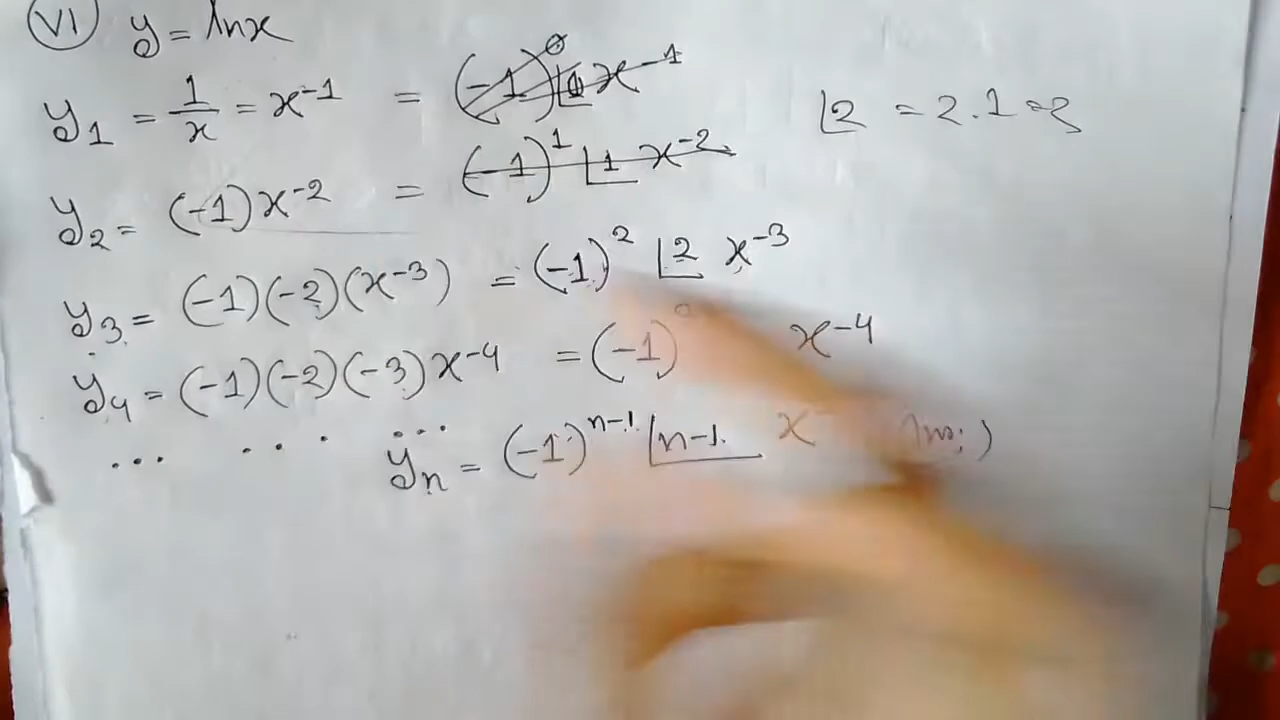 (VI) y = lnx
y₁ = 1/x = x⁻¹ = (-1)⁰ ⌊0 x⁻¹
⌊2 = 2.1 = 2
y₂ = (-1)x⁻² = (-1)¹ ⌊1 x⁻²
y₃ = (-1)(-2)(x⁻³) = (-1)² ⌊2 x⁻³
y₄ = (-1)(-2)(-3)x⁻⁴ = (-1) x⁻⁴
... ... ...
yₙ = (-1)ⁿ⁻¹ ⌊n-1 x